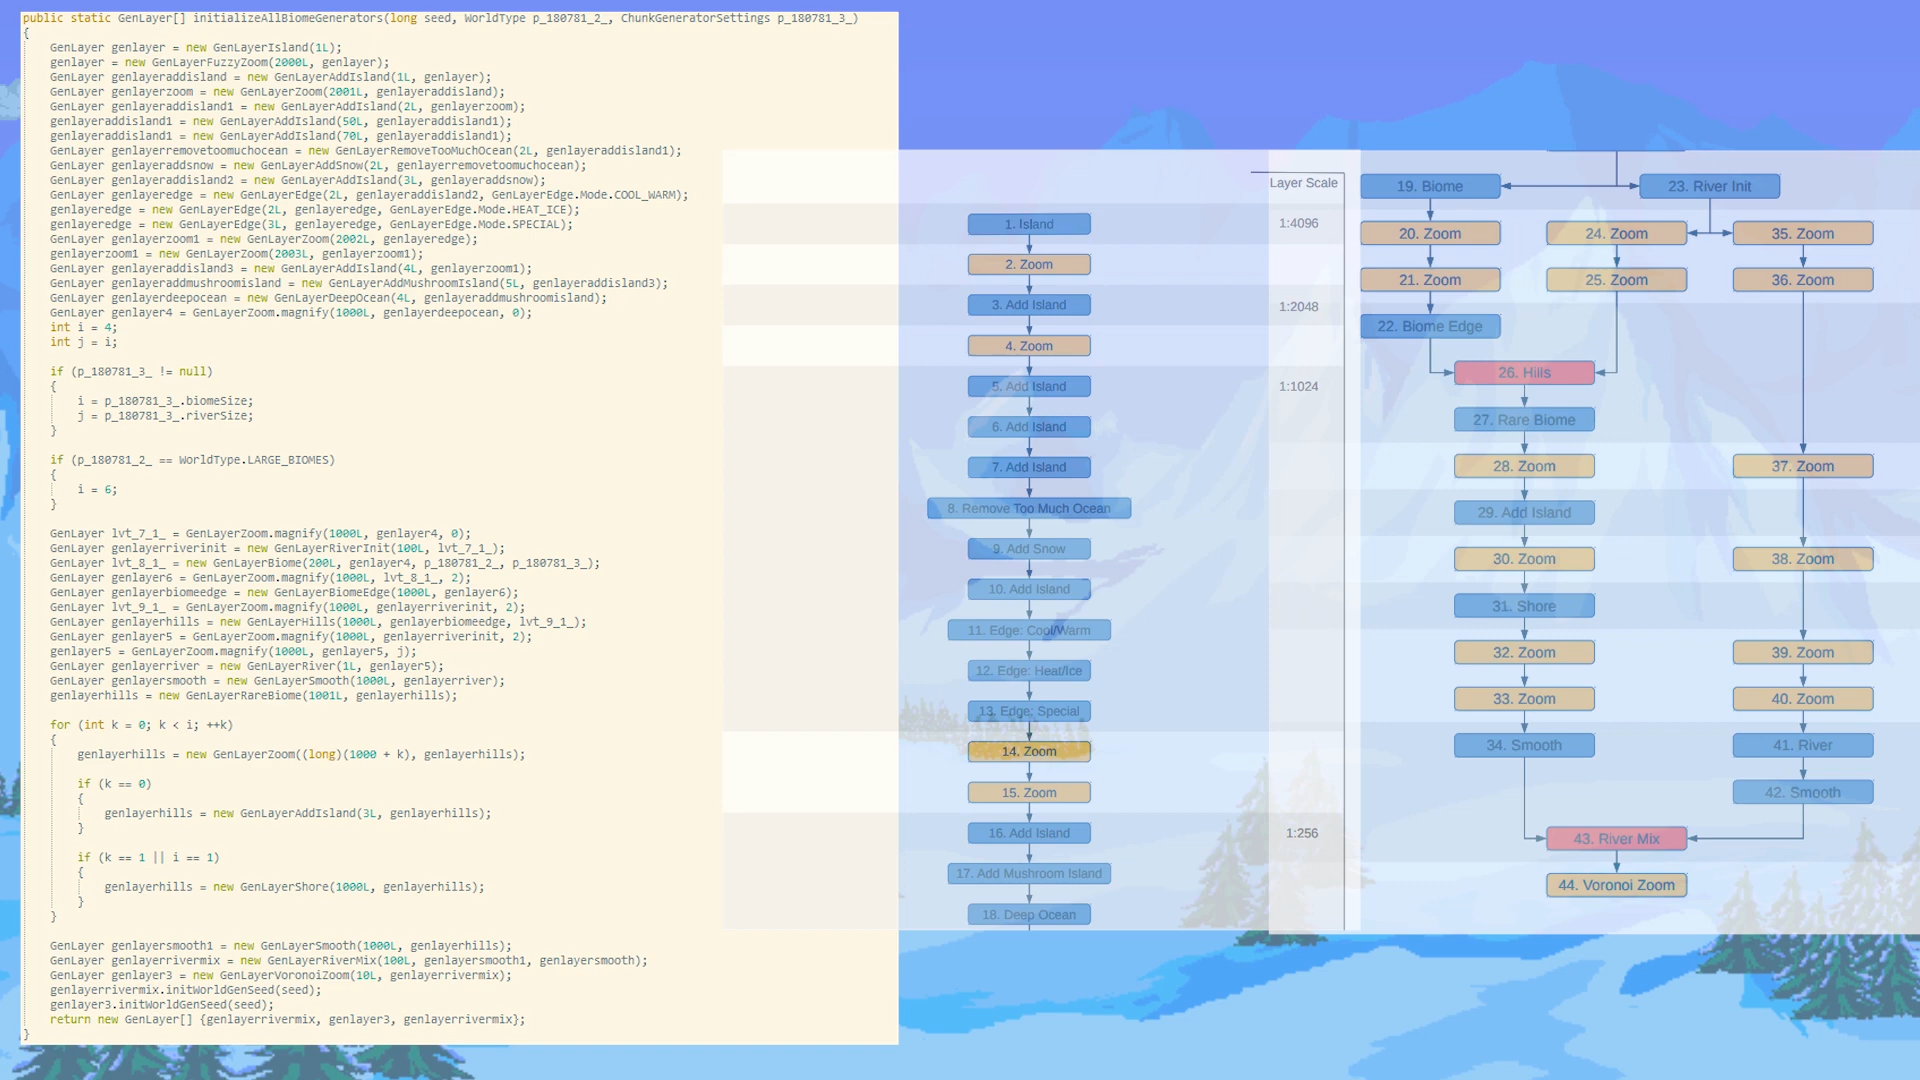 public static GenLayer[] initializeAllBiomeGenerators(long seed, WorldType p_180781_2_, ChunkGeneratorSettings p_180781_3_)
{
GenLayer genlayer = new GenLayerIsland(1L);
genlayer = new GenLayerFuzzyZoom(2000L, genlayer);
GenLayer genlayeraddisland = new GenLayerAddIsland(1L, genlayer);
GenLayer genlayerzoom = new GenLayerZoom(2001L, genlayeraddisland);
GenLayer genlayeraddisland1 = new GenLayerAddIsland(2L, genlayerzoom);
genlayeraddisland1 = new GenLayerAddIsland(50L, genlayeraddisland1);
genlayeraddisland1 = new GenLayerAddIsland(70L, genlayeraddisland1);
GenLayer genlayerremovetoomuchocean = new GenLayerRemoveTooMuchOcean(2L, genlayeraddisland1);
GenLayer genlayeraddsnow = new GenLayerAddSnow(2L, genlayerremovetoomuchocean);
GenLayer genlayeraddisland2 = new GenLayerAddIsland(3L, genlayeraddsnow);
GenLayer genlayeredge = new GenLayerEdge(2L, genlayeraddisland2, GenLayerEdge.Mode.COOL_WARM);
genlayeredge = new GenLayerEdge(2L, genlayeredge, GenLayerEdge.Mode.HEAT_ICE);
genlayeredge = new GenLayerEdge(3L, genlayeredge, GenLayerEdge.Mode.SPECIAL);
GenLayer genlayerzoom1 = new GenLayerZoom(2002L, genlayeredge);
genlayerzoom1 = new GenLayerZoom(2003L, genlayerzoom1);
GenLayer genlayeraddisland3 = new GenLayerAddIsland(4L, genlayerzoom1);
GenLayer genlayeraddmushroomisland = new GenLayerAddMushroomIsland(5L, genlayeraddisland3);
GenLayer genlayerdeepocean = new GenLayerDeepOcean(4L, genlayeraddmushroomisland);
GenLayer genlayer4 = GenLayerZoom.magnify(1000L, genlayerdeepocean, 0);
int i = 4;
int j = i;
if (p_180781_3_ != null)
{
i = p_180781_3_.biomeSize;
j = p_180781_3_.riverSize;
}
if (p_180781_2_ == WorldType.LARGE_BIOMES)
{
i = 6;
}
GenLayer lvt_7_1_ = GenLayerZoom.magnify(1000L, genlayer4, 0);
GenLayer genlayerriverinit = new GenLayerRiverInit(100L, lvt_7_1_);
GenLayer lvt_8_1_ = new GenLayerBiome(200L, genlayer4, p_180781_2_, p_180781_3_);
GenLayer genlayer6 = GenLayerZoom.magnify(1000L, lvt_8_1_, 2);
GenLayer genlayerbiomeedge = new GenLayerBiomeEdge(1000L, genlayer6);
GenLayer lvt_9_1_ = GenLayerZoom.magnify(1000L, genlayerriverinit, 2);
GenLayer genlayerhills = new GenLayerHills(1000L, genlayerbiomeedge, lvt_9_1_);
GenLayer genlayer5 = GenLayerZoom.magnify(1000L, genlayerriverinit, 2);
genlayer5 = GenLayerZoom.magnify(1000L, genlayer5, j);
GenLayer genlayerriver = new GenLayerRiver(1L, genlayer5);
GenLayer genlayersmooth = new GenLayerSmooth(1000L, genlayerriver);
genlayerhills = new GenLayerRareBiome(1001L, genlayerhills);
for (int k = 0; k < i; ++k)
{
genlayerhills = new GenLayerZoom((long)(1000 + k), genlayerhills);
if (k == 0)
{
genlayerhills = new GenLayerAddIsland(3L, genlayerhills);
}
if (k == 1 || i == 1)
{
genlayerhills = new GenLayerShore(1000L, genlayerhills);
}
}
GenLayer genlayersmooth1 = new GenLayerSmooth(1000L, genlayerhills);
GenLayer genlayerrivermix = new GenLayerRiverMix(100L, genlayersmooth1, genlayersmooth);
GenLayer genlayer3 = new GenLayerVoronoiZoom(10L, genlayerrivermix);
genlayerrivermix.initWorldGenSeed(seed);
genlayer3.initWorldGenSeed(seed);
return new GenLayer[] {genlayerrivermix, genlayer3, genlayerrivermix};
}
1. Island
2. Zoom
3. Add Island
4. Zoom
5. Add Island
6. Add Island
7. Add Island
8. Remove Too Much Ocean
9. Add Snow
10. Add Island
11. Edge: Cool/Warm
12. Edge: Heat/Ice
13. Edge: Special
14. Zoom
15. Zoom
16. Add Island
17. Add Mushroom Island
18. Deep Ocean
Layer Scale
1:4096
1:2048
1:1024
1:256
19. Biome
23. River Init
20. Zoom
24. Zoom
35. Zoom
21. Zoom
25. Zoom
36. Zoom
22. Biome Edge
26. Hills
27. Rare Biome
28. Zoom
37. Zoom
29. Add Island
30. Zoom
38. Zoom
31. Shore
32. Zoom
39. Zoom
33. Zoom
40. Zoom
34. Smooth
41. River
42. Smooth
43. River Mix
44. Voronoi Zoom